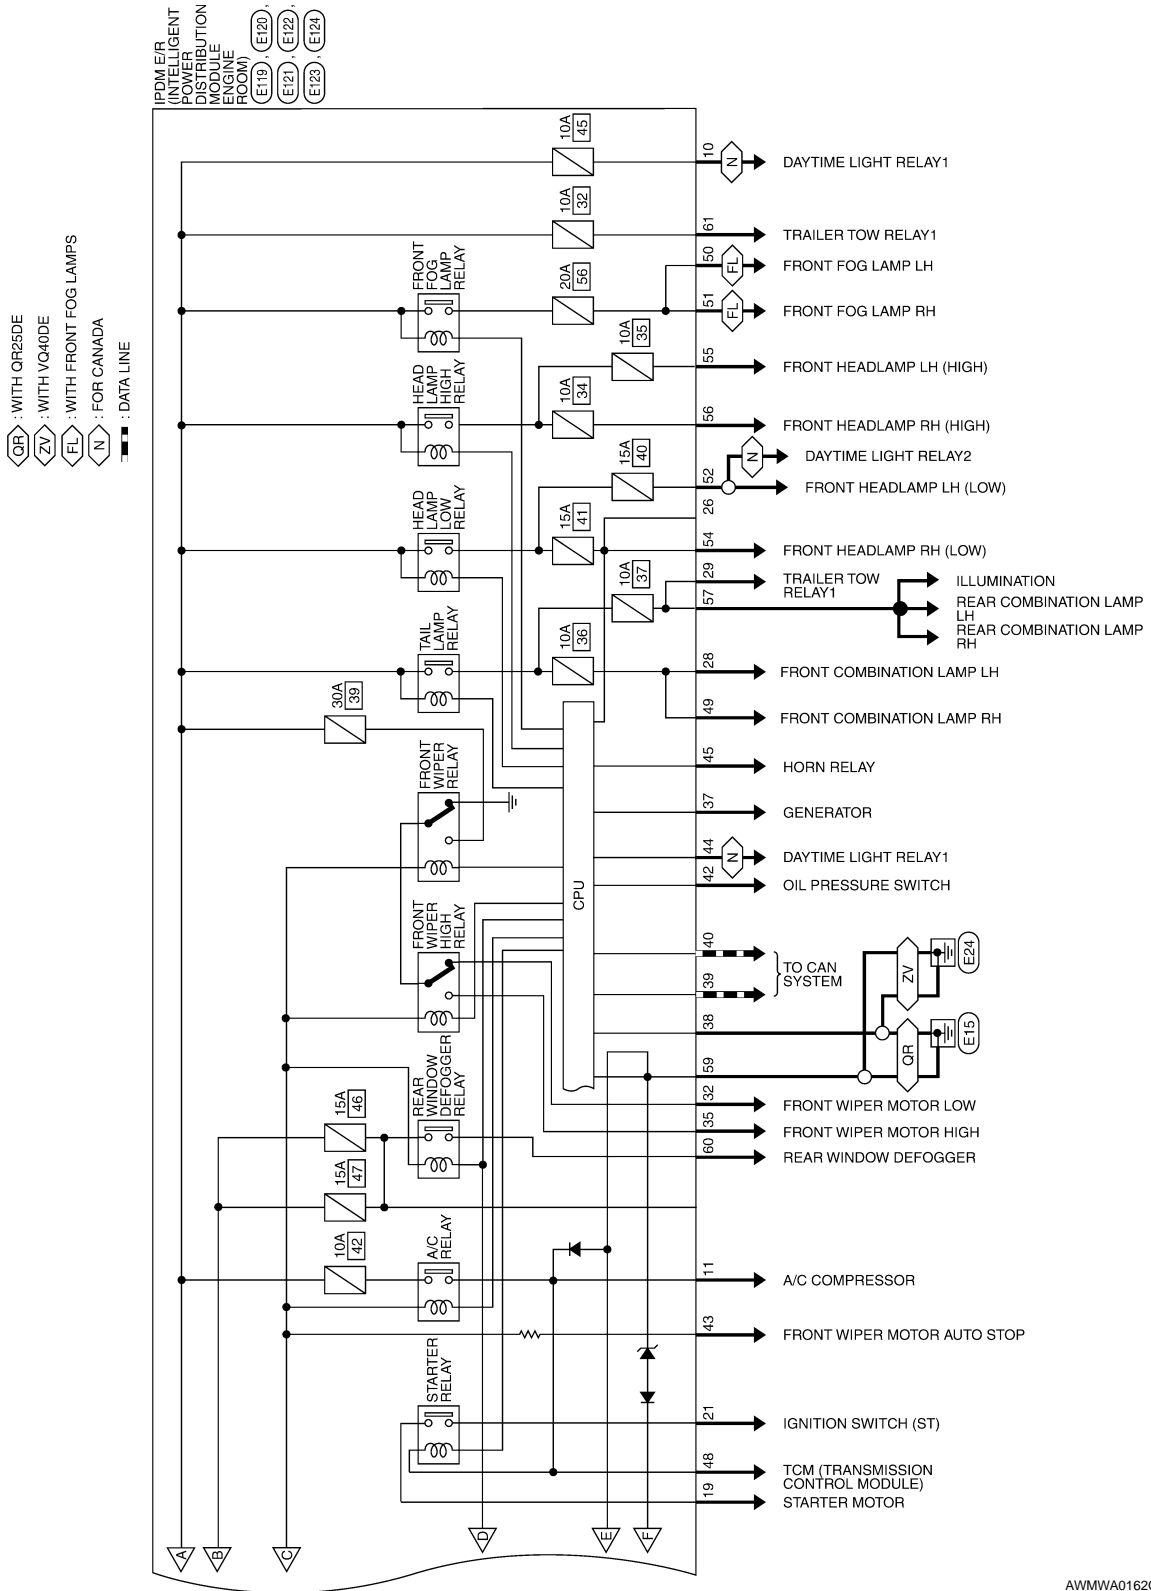 IPDM E/R
(INTELLIGENT
POWER
DISTRIBUTION
MODULE
ENGINE
ROOM)
E119 , E120 ,
E121 , E122 ,
E123 , E124
QR : WITH QR25DE
ZV : WITH VQ40DE
FL : WITH FRONT FOG LAMPS
N : FOR CANADA
: DATA LINE
10A
45
10
N
DAYTIME LIGHT RELAY1
10A
32
61
TRAILER TOW RELAY1
FRONT
FOG
LAMP
RELAY
20A
56
50
FL
FRONT FOG LAMP LH
51
FL
FRONT FOG LAMP RH
10A
35
55
FRONT HEADLAMP LH (HIGH)
HEAD
LAMP
HIGH
RELAY
10A
34
56
FRONT HEADLAMP RH (HIGH)
15A
40
N
DAYTIME LIGHT RELAY2
52
FRONT HEADLAMP LH (LOW)
26
HEAD
LAMP
LOW
RELAY
15A
41
54
FRONT HEADLAMP RH (LOW)
10A
37
29
TRAILER TOW
RELAY1
57
ILLUMINATION
REAR COMBINATION LAMP
LH
REAR COMBINATION LAMP
RH
TAIL
LAMP
RELAY
10A
36
28
FRONT COMBINATION LAMP LH
49
FRONT COMBINATION LAMP RH
30A
39
45
HORN RELAY
FRONT
WIPER
RELAY
37
GENERATOR
44
N
DAYTIME LIGHT RELAY1
42
OIL PRESSURE SWITCH
CPU
FRONT
WIPER
HIGH
RELAY
40
39
TO CAN
SYSTEM
ZV
E24
38
QR
E15
59
REAR
WINDOW
DEFOGGER
RELAY
32
FRONT WIPER MOTOR LOW
35
FRONT WIPER MOTOR HIGH
60
REAR WINDOW DEFOGGER
15A
46
15A
47
10A
42
A/C
RELAY
11
A/C COMPRESSOR
43
FRONT WIPER MOTOR AUTO STOP
STARTER
RELAY
21
IGNITION SWITCH (ST)
48
TCM (TRANSMISSION
CONTROL MODULE)
19
STARTER MOTOR
A
B
C
D
E
F